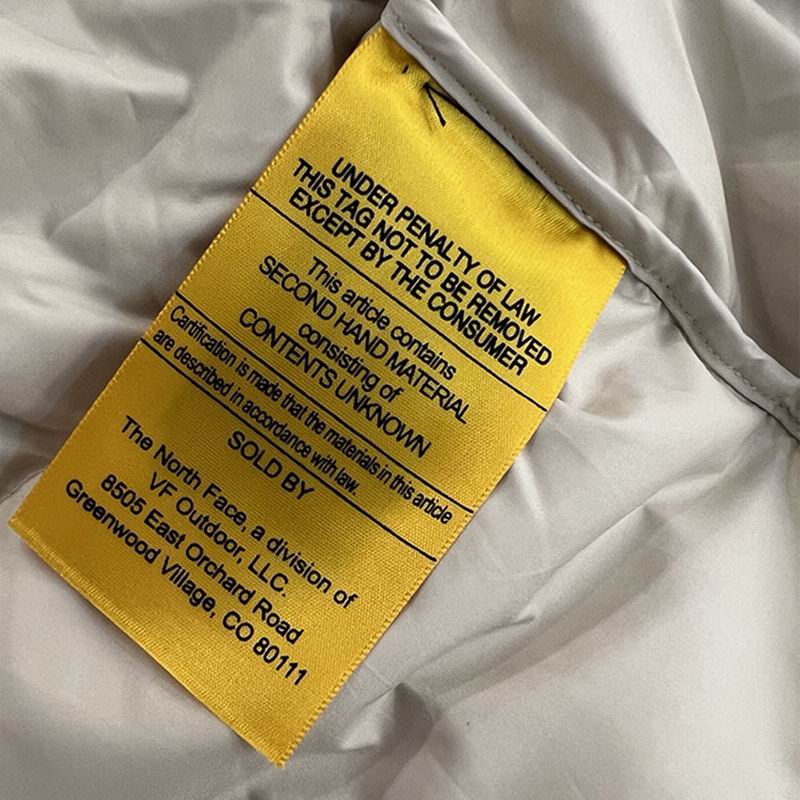 UNDER PENALTY OF LAW
THIS TAG NOT TO BE REMOVED
EXCEPT BY THE CONSUMER
This article contains
SECOND HAND MATERIAL
consisting of
CONTENTS UNKNOWN
Cartification is made that the materials in this article
are described in accordance with law.
SOLD BY
The North Face, a division of
VF Outdoor, LLC.
8505 East Orchard Road
Greenwood Village, CO 80111